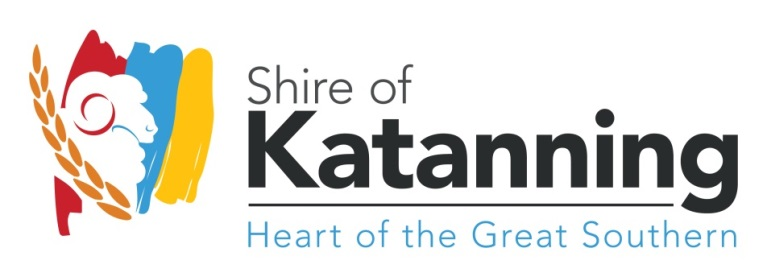 Shire of
Katanning
Heart of the Great Southern